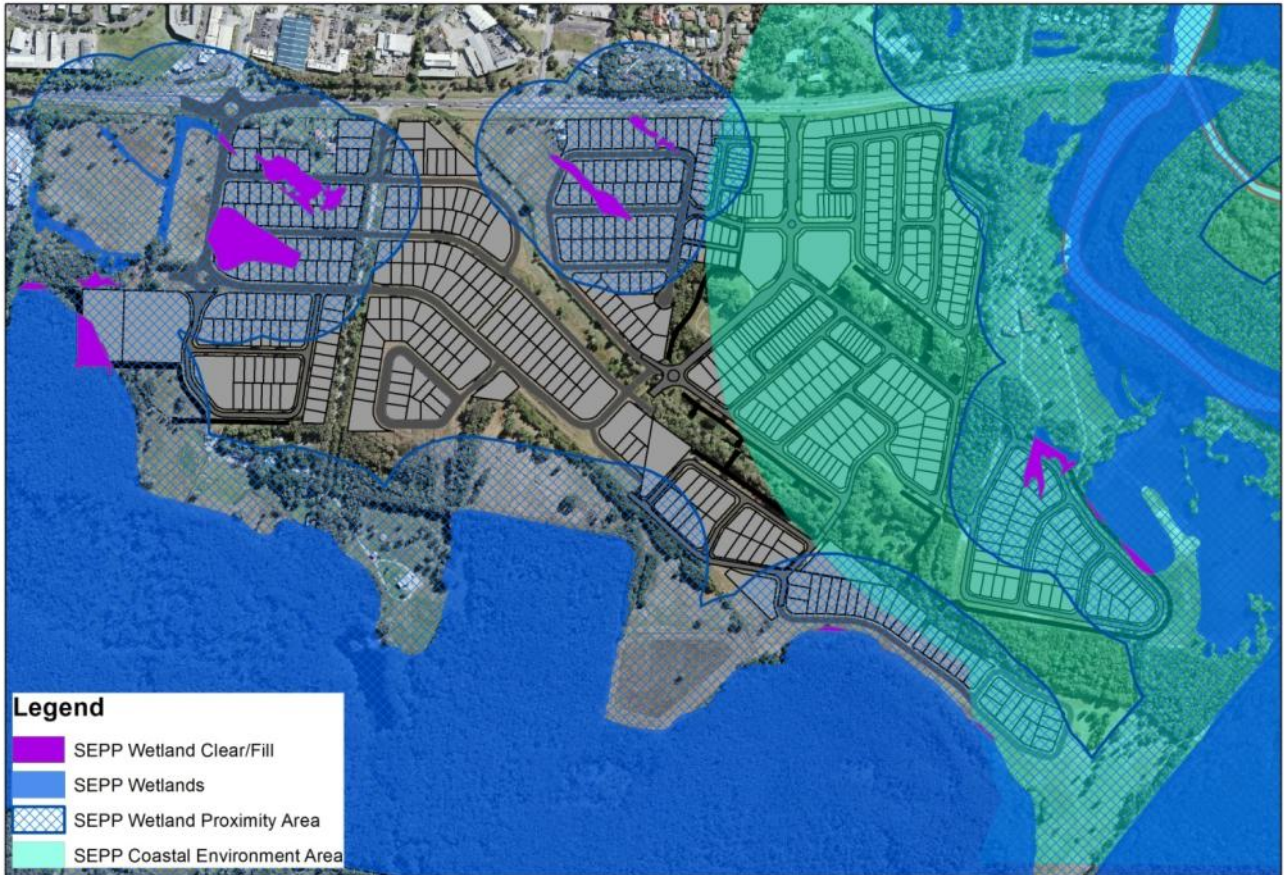 Legend
SEPP Wetland Clear/Fill
SEPP Wetlands
SEPP Wetland Proximity Area
SEPP Coastal Environment Area